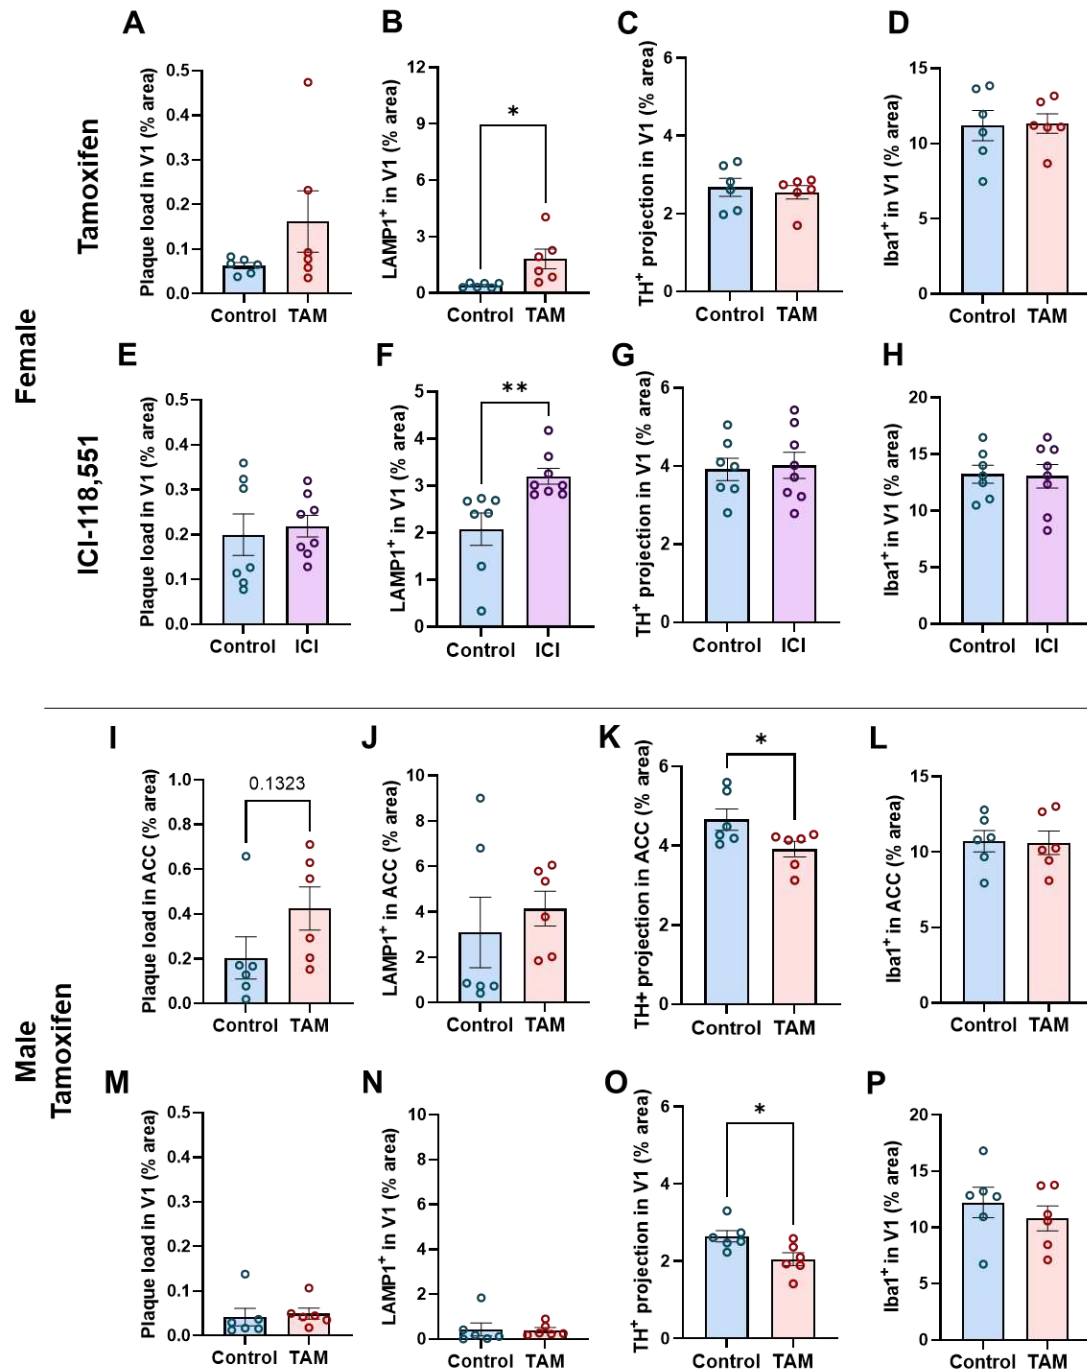 Female
Tamoxifen
A
Plaque load in V1 (% area)
0.5
0.4
0.3
0.2
0.1
0.0
Control TAM
B
LAMP1⁺ in V1 (% area)
12
9
6
3
0
*
Control TAM
C
TH⁺ projection in V1 (% area)
6
4
2
0
Control TAM
D
Iba1⁺ in V1 (% area)
15
10
5
0
Control TAM
ICI-118,551
E
Plaque load in V1 (% area)
0.5
0.4
0.3
0.2
0.1
0.0
Control ICI
F
LAMP1⁺ in V1 (% area)
5
4
3
2
1
0
**
Control ICI
G
TH⁺ projection in V1 (% area)
6
4
2
0
Control ICI
H
Iba1⁺ in V1 (% area)
20
15
10
5
0
Control ICI
Male
Tamoxifen
I
Plaque load in ACC (% area)
1.0
0.8
0.6
0.4
0.2
0.0
0.1323
Control TAM
J
LAMP1⁺ in ACC (% area)
10
8
6
4
2
0
Control TAM
K
TH+ projection in ACC (% area)
6
4
2
0
*
Control TAM
L
Iba1⁺ in ACC (% area)
15
10
5
0
Control TAM
M
Plaque load in V1 (% area)
0.5
0.4
0.3
0.2
0.1
0.0
Control TAM
N
LAMP1⁺ in V1 (% area)
10
8
6
4
2
0
Control TAM
O
TH⁺ projection in V1 (% area)
6
4
2
0
*
Control TAM
P
Iba1⁺ in V1 (% area)
20
15
10
5
0
Control TAM